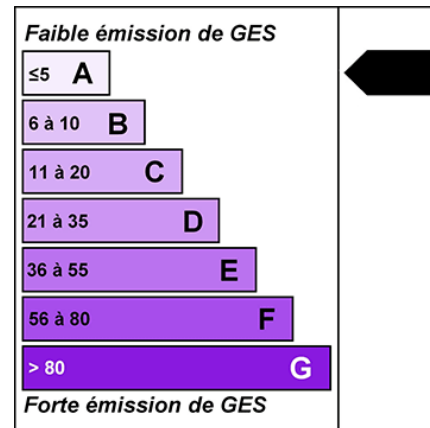 Faible émission de GES
≤5 A
6 à 10 B
11 à 20 C
21 à 35 D
36 à 55 E
56 à 80 F
> 80 G
Forte émission de GES